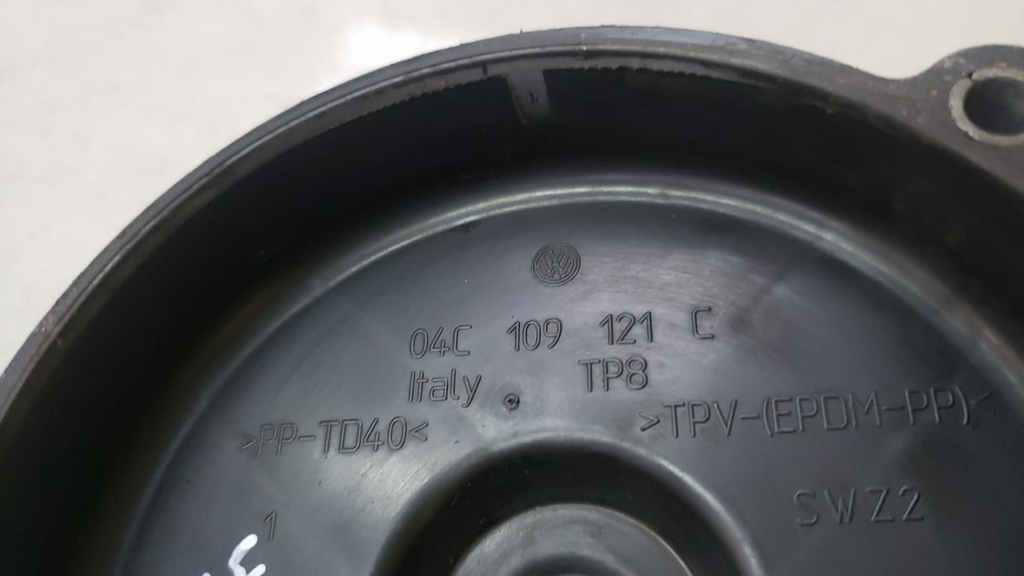 04C 109 121 C
Italy TP8
>PP-TD40< >TPV-(EPDM-PP)<
1 SWZ2